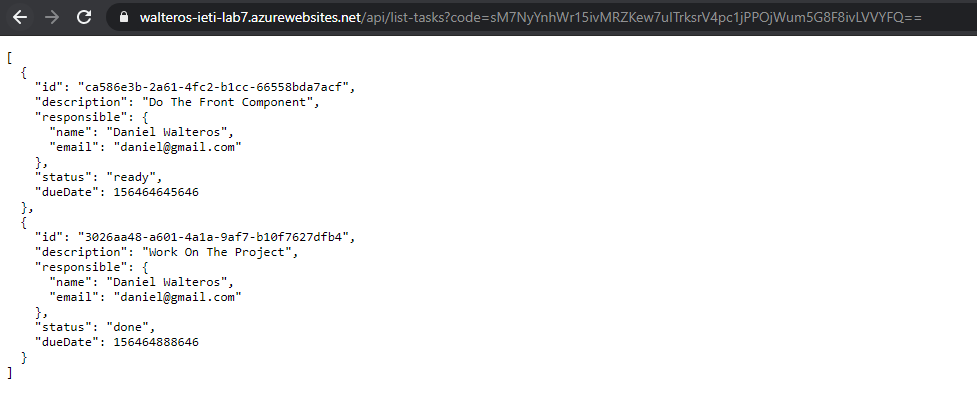 walteros-ieti-lab7.azurewebsites.net/api/list-tasks?code=sM7NyYnhWr15ivMRZKew7uITrksrV4pc1jPPOjWum5G8F8ivLVVYFQ==
[
  {
    "id": "ca586e3b-2a61-4fc2-b1cc-66558bda7acf",
    "description": "Do The Front Component",
    "responsible": {
      "name": "Daniel Walteros",
      "email": "daniel@gmail.com"
    },
    "status": "ready",
    "dueDate": 156464645646
  },
  {
    "id": "3026aa48-a601-4a1a-9af7-b10f7627dfb4",
    "description": "Work On The Project",
    "responsible": {
      "name": "Daniel Walteros",
      "email": "daniel@gmail.com"
    },
    "status": "done",
    "dueDate": 156464888646
  }
]